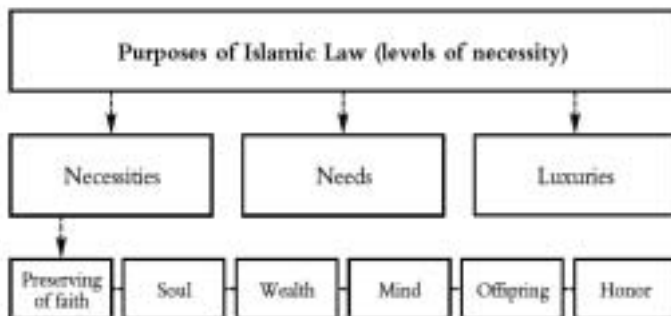 Purposes of Islamic Law (levels of necessity)
Necessities
Needs
Luxuries
Preserving
of faith
Soul
Wealth
Mind
Offspring
Honor